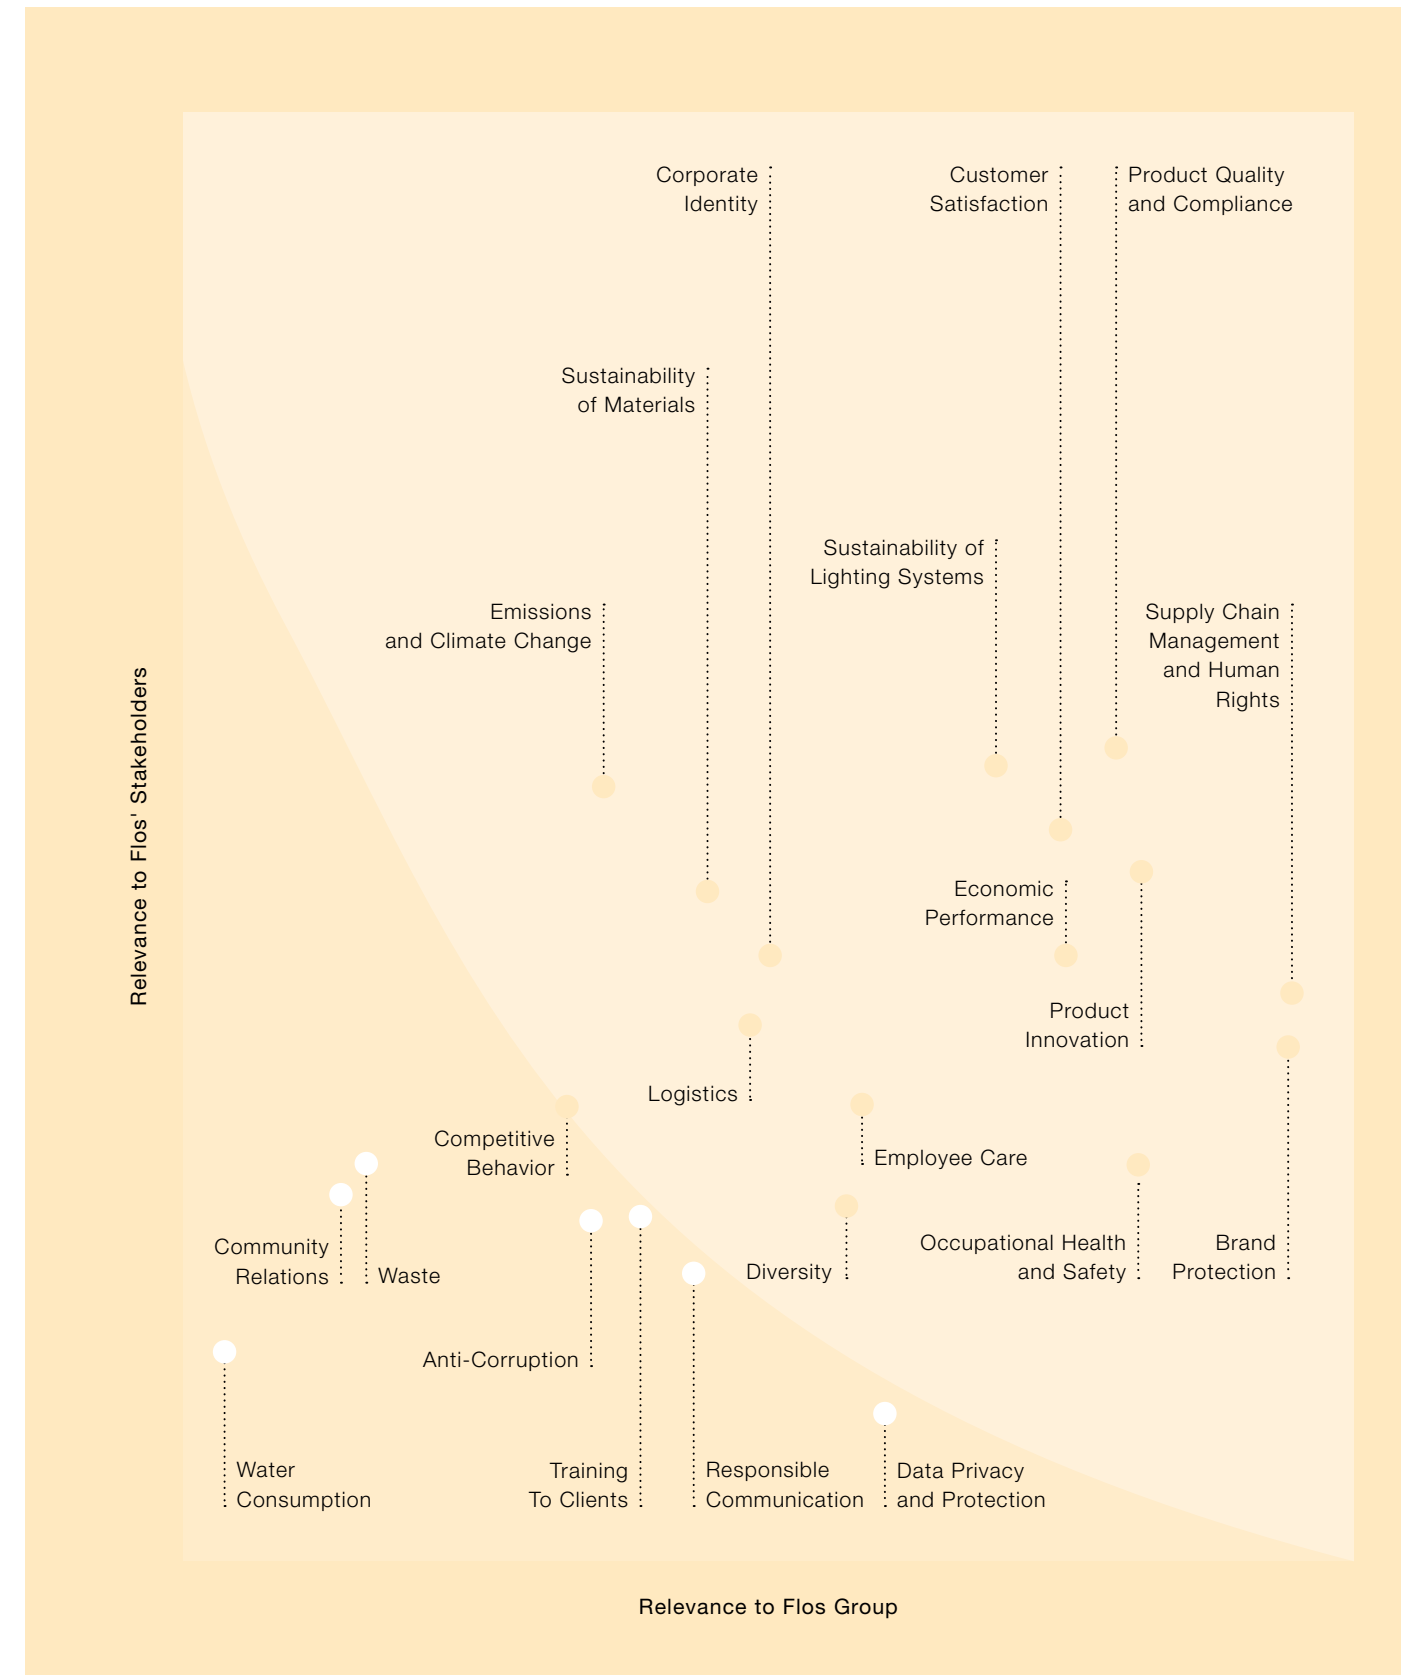 Corporate
Identity
Customer
Satisfaction
Product Quality
and Compliance
Sustainability
of Materials
Sustainability of
Lighting Systems
Emissions
and Climate Change
Supply Chain
Management
and Human
Rights
Relevance to Flos' Stakeholders
Economic
Performance
Product
Innovation
Logistics
Competitive
Behavior
Employee Care
Community
Relations
Waste
Diversity
Occupational Health
and Safety
Brand
Protection
Anti-Corruption
Water
Consumption
Training
To Clients
Responsible
Communication
Data Privacy
and Protection
Relevance to Flos Group